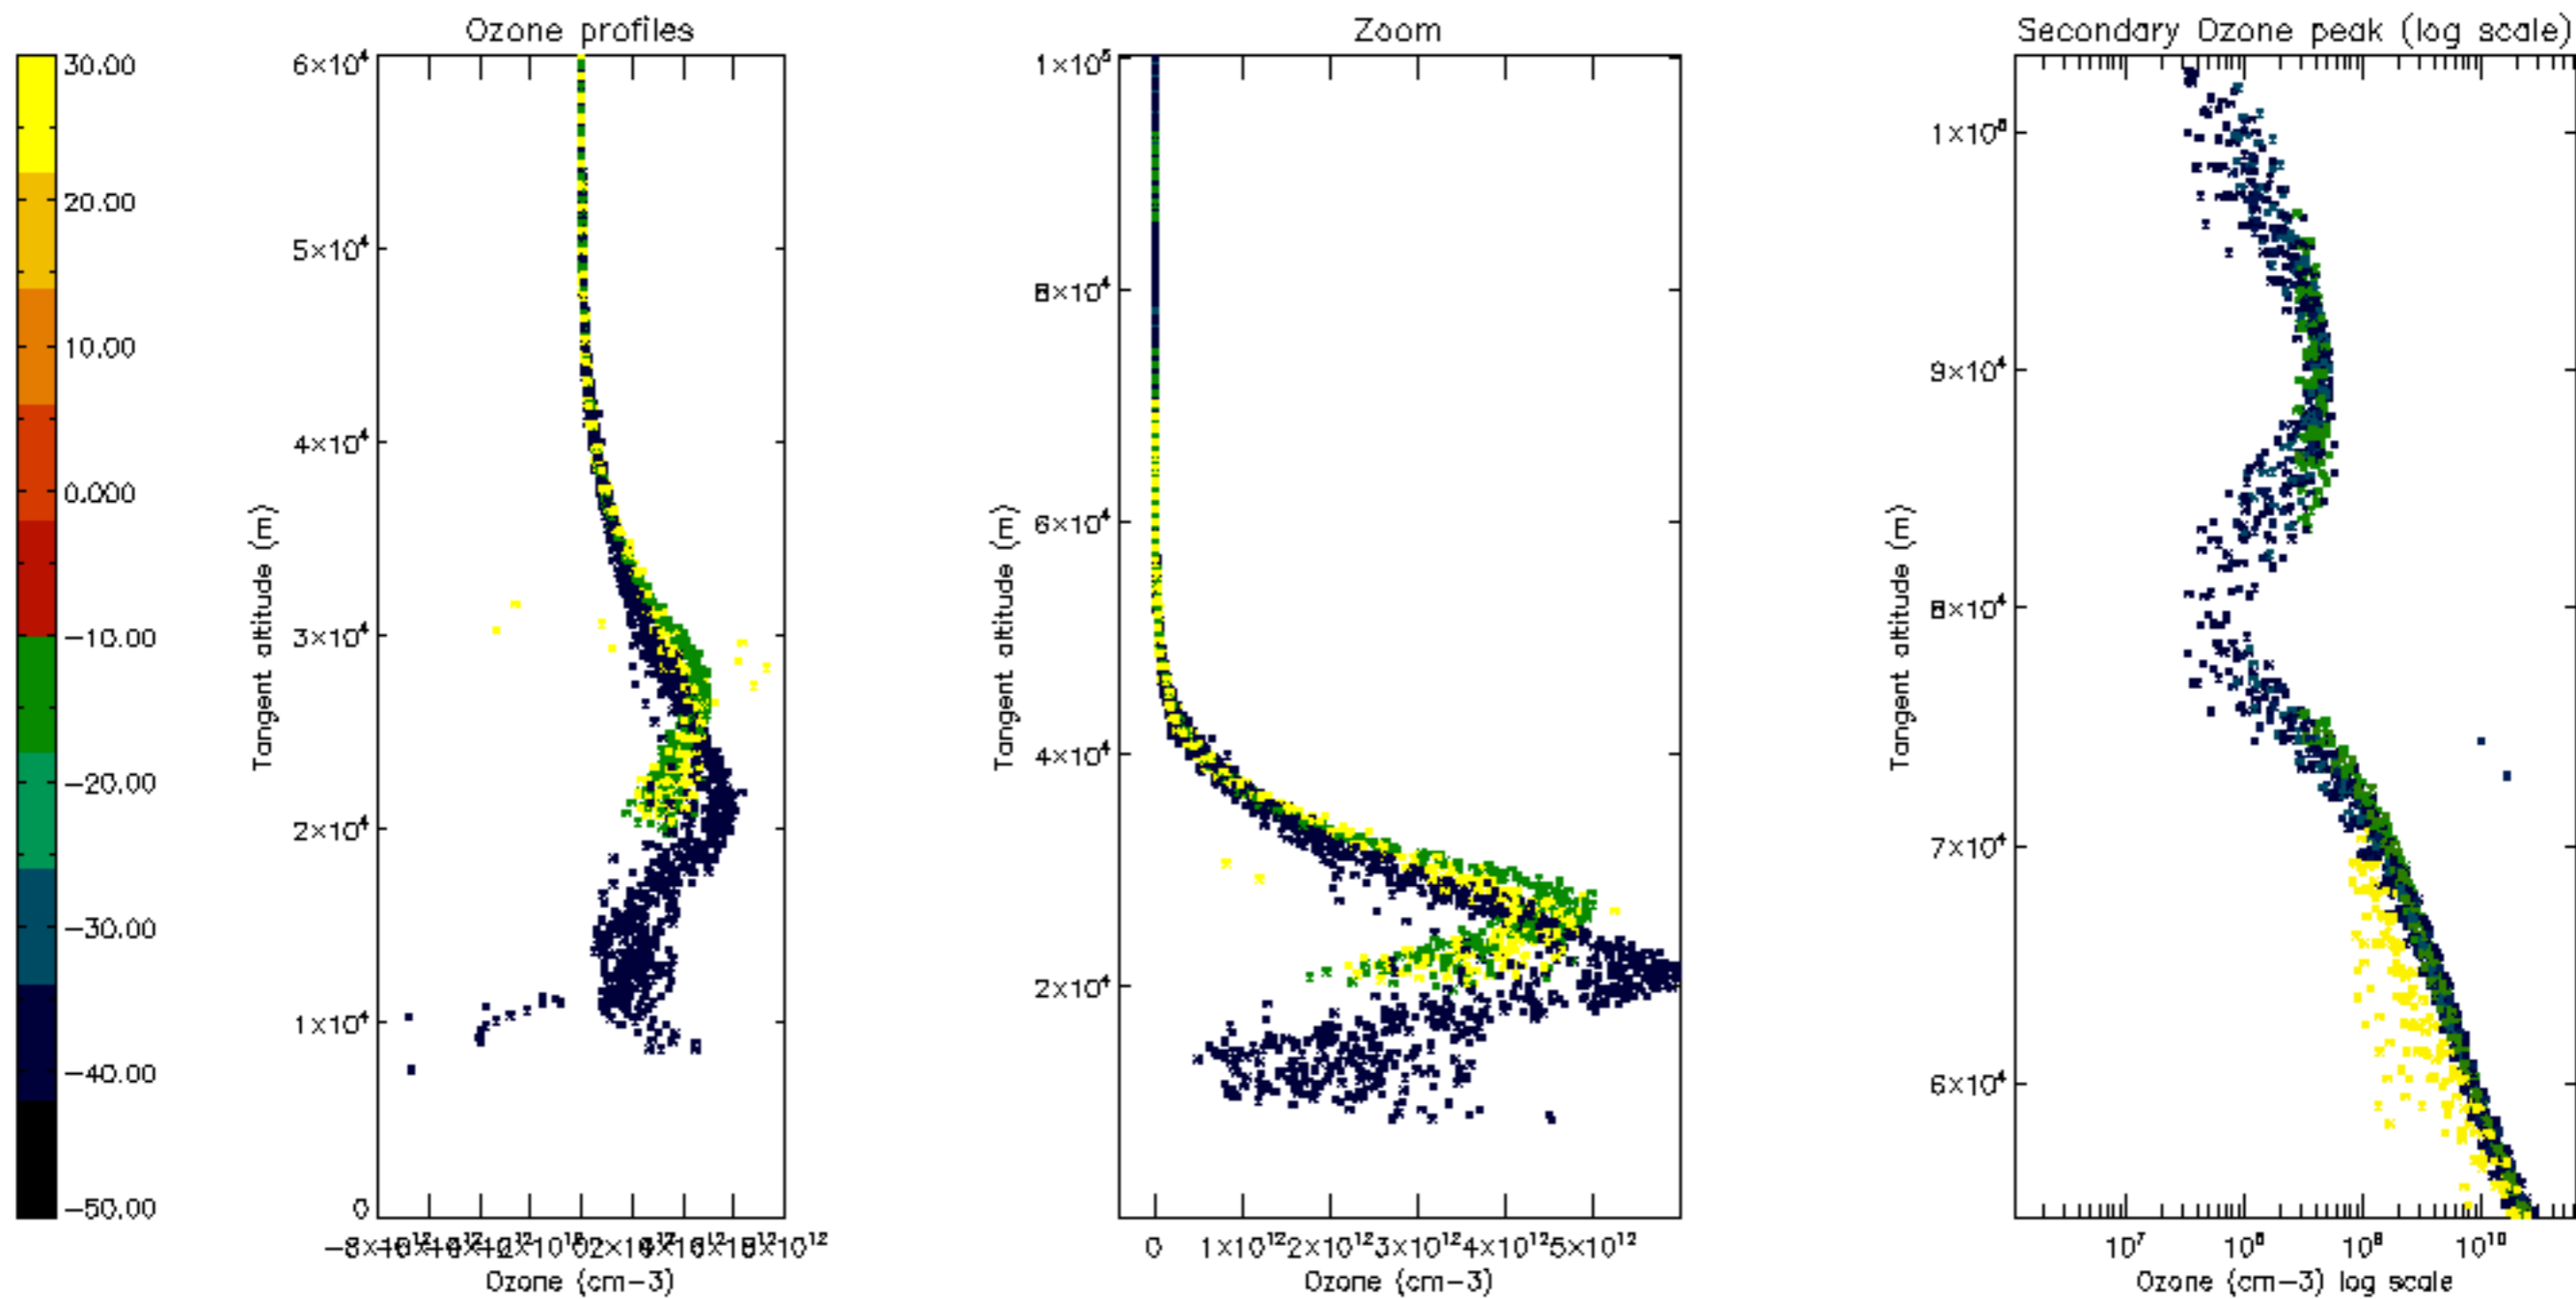 Ozone profiles
Zoom
Secondary Ozone peak (log scale)
30.00
20.00
10.00
0.000
−10.00
−20.00
−30.00
−40.00
−50.00
Tangent altitude (m)
6×10⁴
5×10⁴
4×10⁴
3×10⁴
2×10⁴
1×10⁴
0
Ozone (cm−3)
Tangent altitude (m)
1×10⁵
8×10⁴
6×10⁴
4×10⁴
2×10⁴
0 1×10¹² 2×10¹² 3×10¹² 4×10¹² 5×10¹²
Ozone (cm−3)
Tangent altitude (m)
9×10⁴
8×10⁴
7×10⁴
6×10⁴
10⁷ 10⁸ 10⁹ 10¹⁰
Ozone (cm−3) log scale